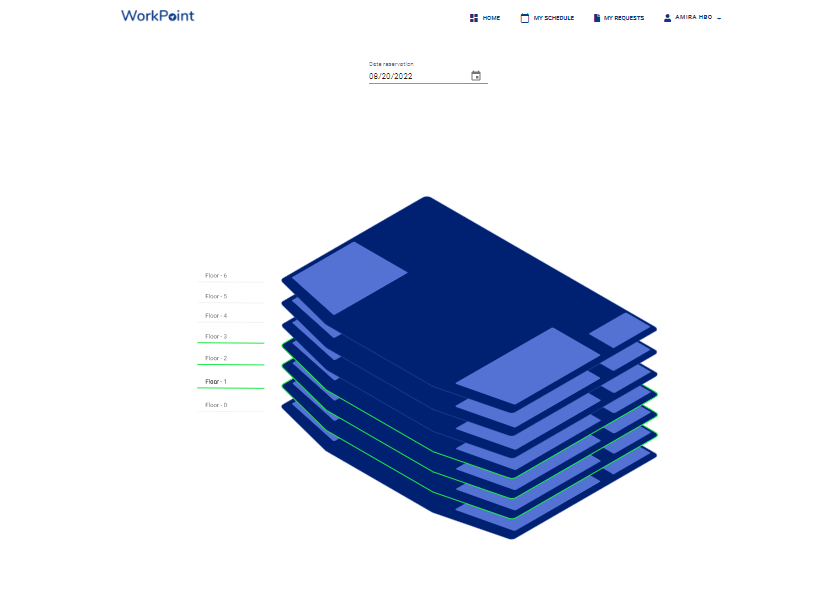 WorkPoint
HOME
MY SCHEDULE
MY REQUESTS
AMIRA HBO
Date reservation
08/20/2022
Floor - 6
Floor - 5
Floor - 4
Floor - 3
Floor - 2
Floor - 1
Floor - 0